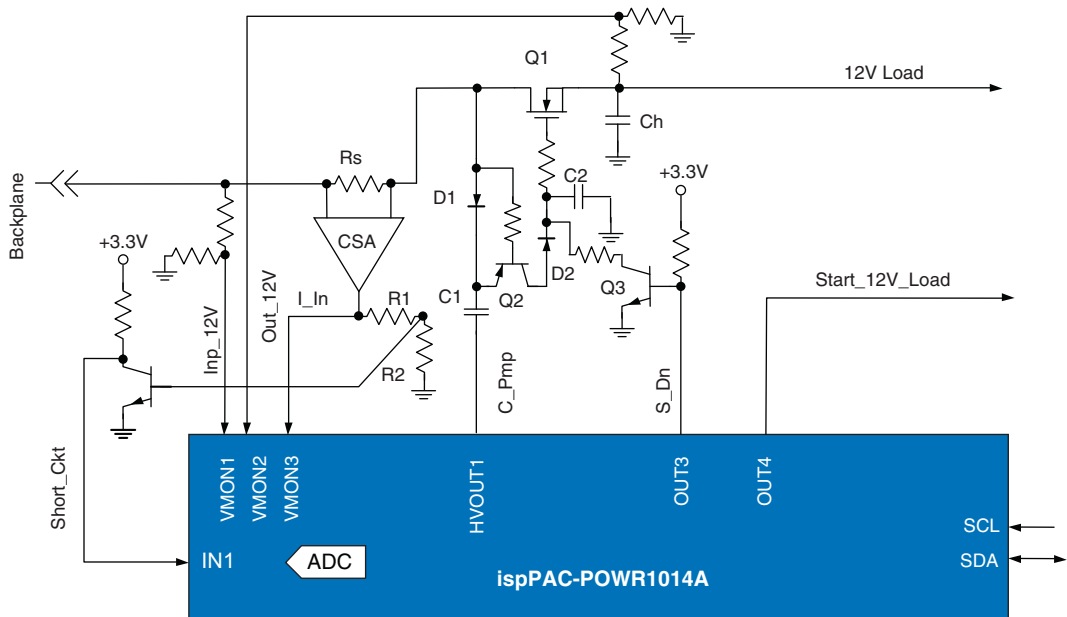 Q1
12V Load
Ch
Rs
Backplane
D1
C2
+3.3V
+3.3V
CSA
D2
Q3
Start_12V_Load
C1
Q2
I_In
R1
Inp_12V
Out_12V
R2
C_Pmp
S_Dn
Short_Ckt
VMON1
VMON2
VMON3
HVOUT1
OUT3
OUT4
SCL
IN1
ADC
SDA
ispPAC-POWR1014A